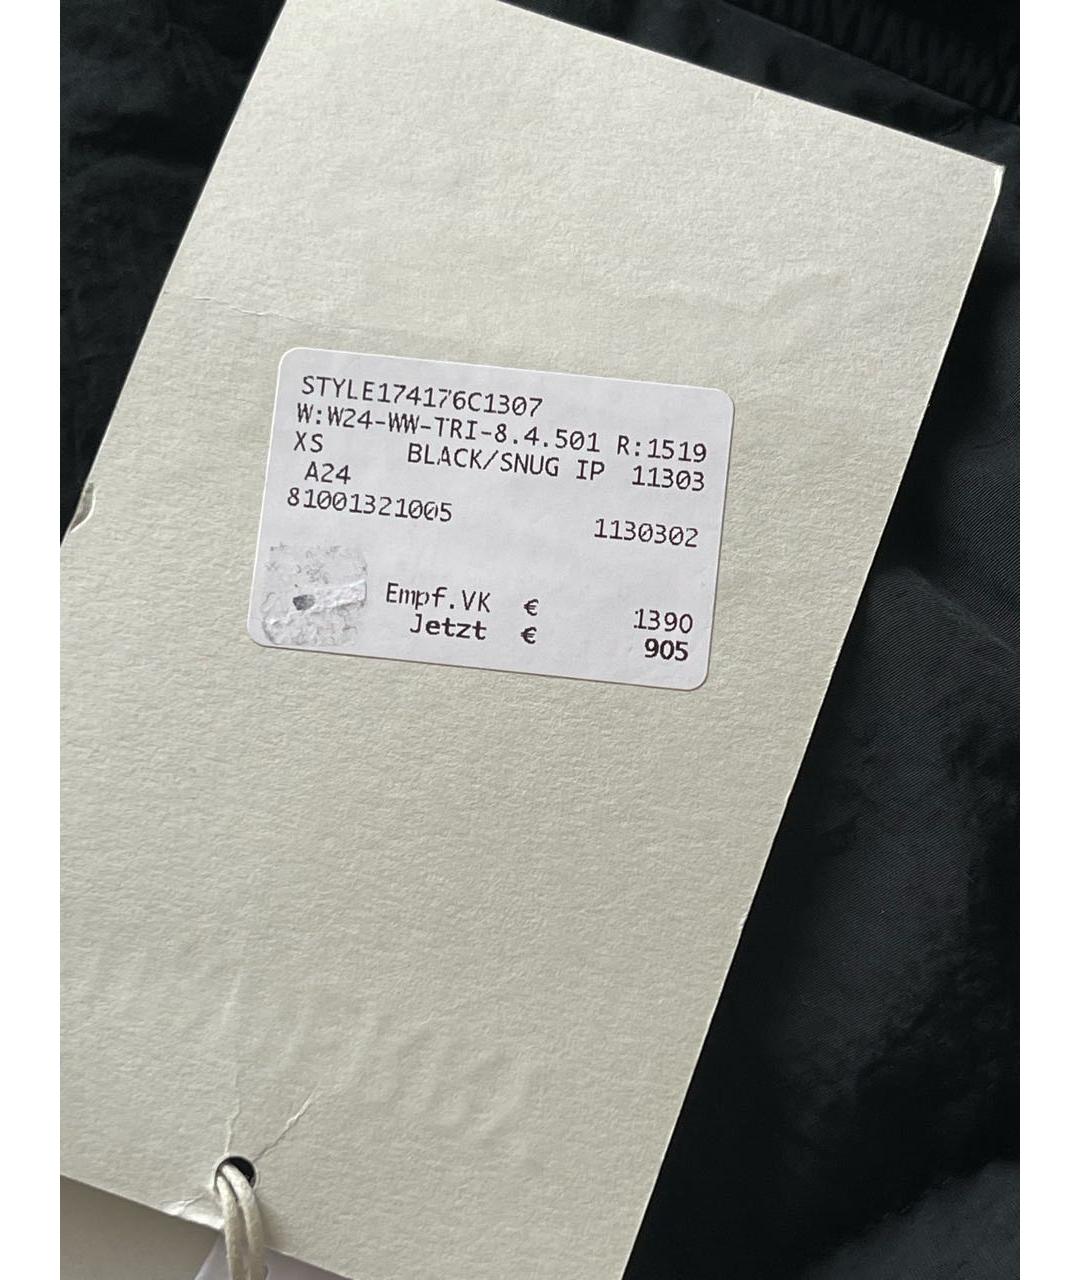 STYLE174176C1307
W:W24-WW-TRI-8.4.501 R:1519
XS BLACK/SNUG IP 11303
A24
81001321005 1130302
Empf.VK € 1390
Jetzt € 905